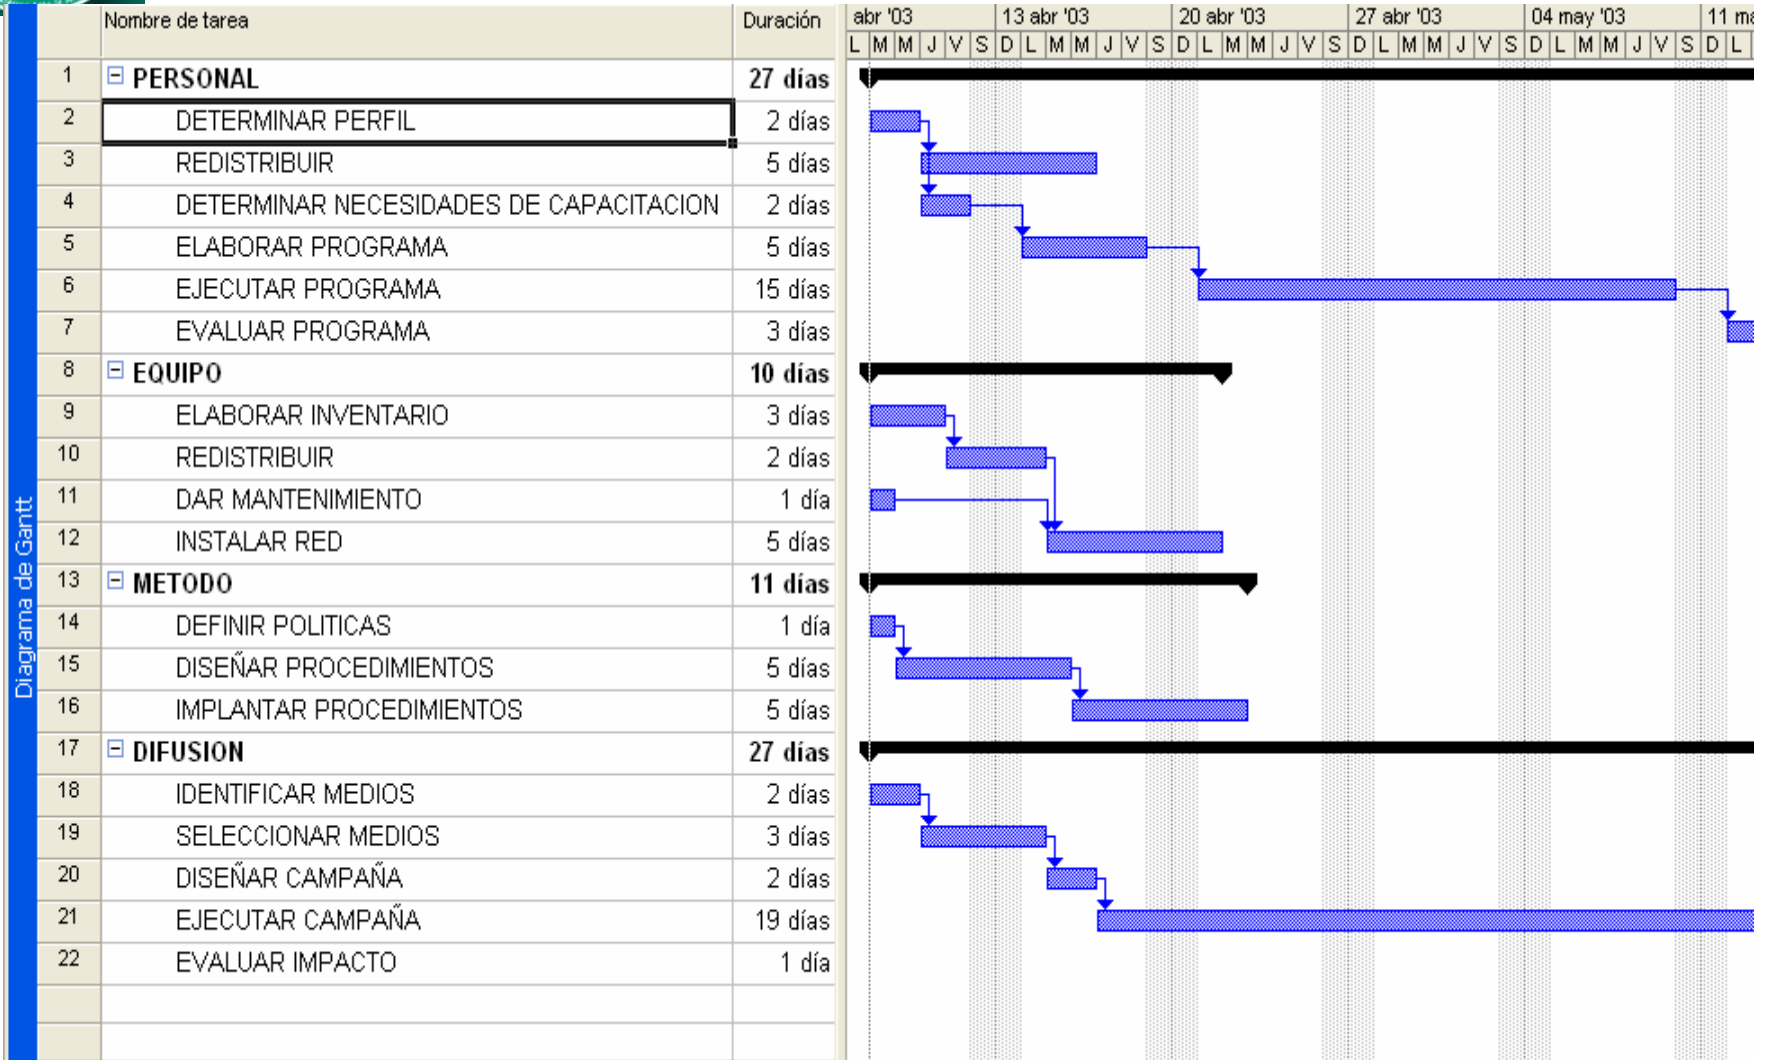 Nombre de tarea Duración abr '03 13 abr '03 20 abr '03 27 abr '03 04 may '03 11
L M M J V S D L M M J V S D L M M J V S D L M M J V S D L M M J V S D L
1 PERSONAL 27 días
2 DETERMINAR PERFIL 2 días
3 REDISTRIBUIR 5 días
4 DETERMINAR NECESIDADES DE CAPACITACION 2 días
5 ELABORAR PROGRAMA 5 días
6 EJECUTAR PROGRAMA 15 días
7 EVALUAR PROGRAMA 3 días
8 EQUIPO 10 días
9 ELABORAR INVENTARIO 3 días
10 REDISTRIBUIR 2 días
11 DAR MANTENIMIENTO 1 día
12 INSTALAR RED 5 días
13 METODO 11 días
14 DEFINIR POLITICAS 1 día
15 DISEÑAR PROCEDIMIENTOS 5 días
16 IMPLANTAR PROCEDIMIENTOS 5 días
17 DIFUSION 27 días
18 IDENTIFICAR MEDIOS 2 días
19 SELECCIONAR MEDIOS 3 días
20 DISEÑAR CAMPAÑA 2 días
21 EJECUTAR CAMPAÑA 19 días
22 EVALUAR IMPACTO 1 día
Diagrama de Gantt